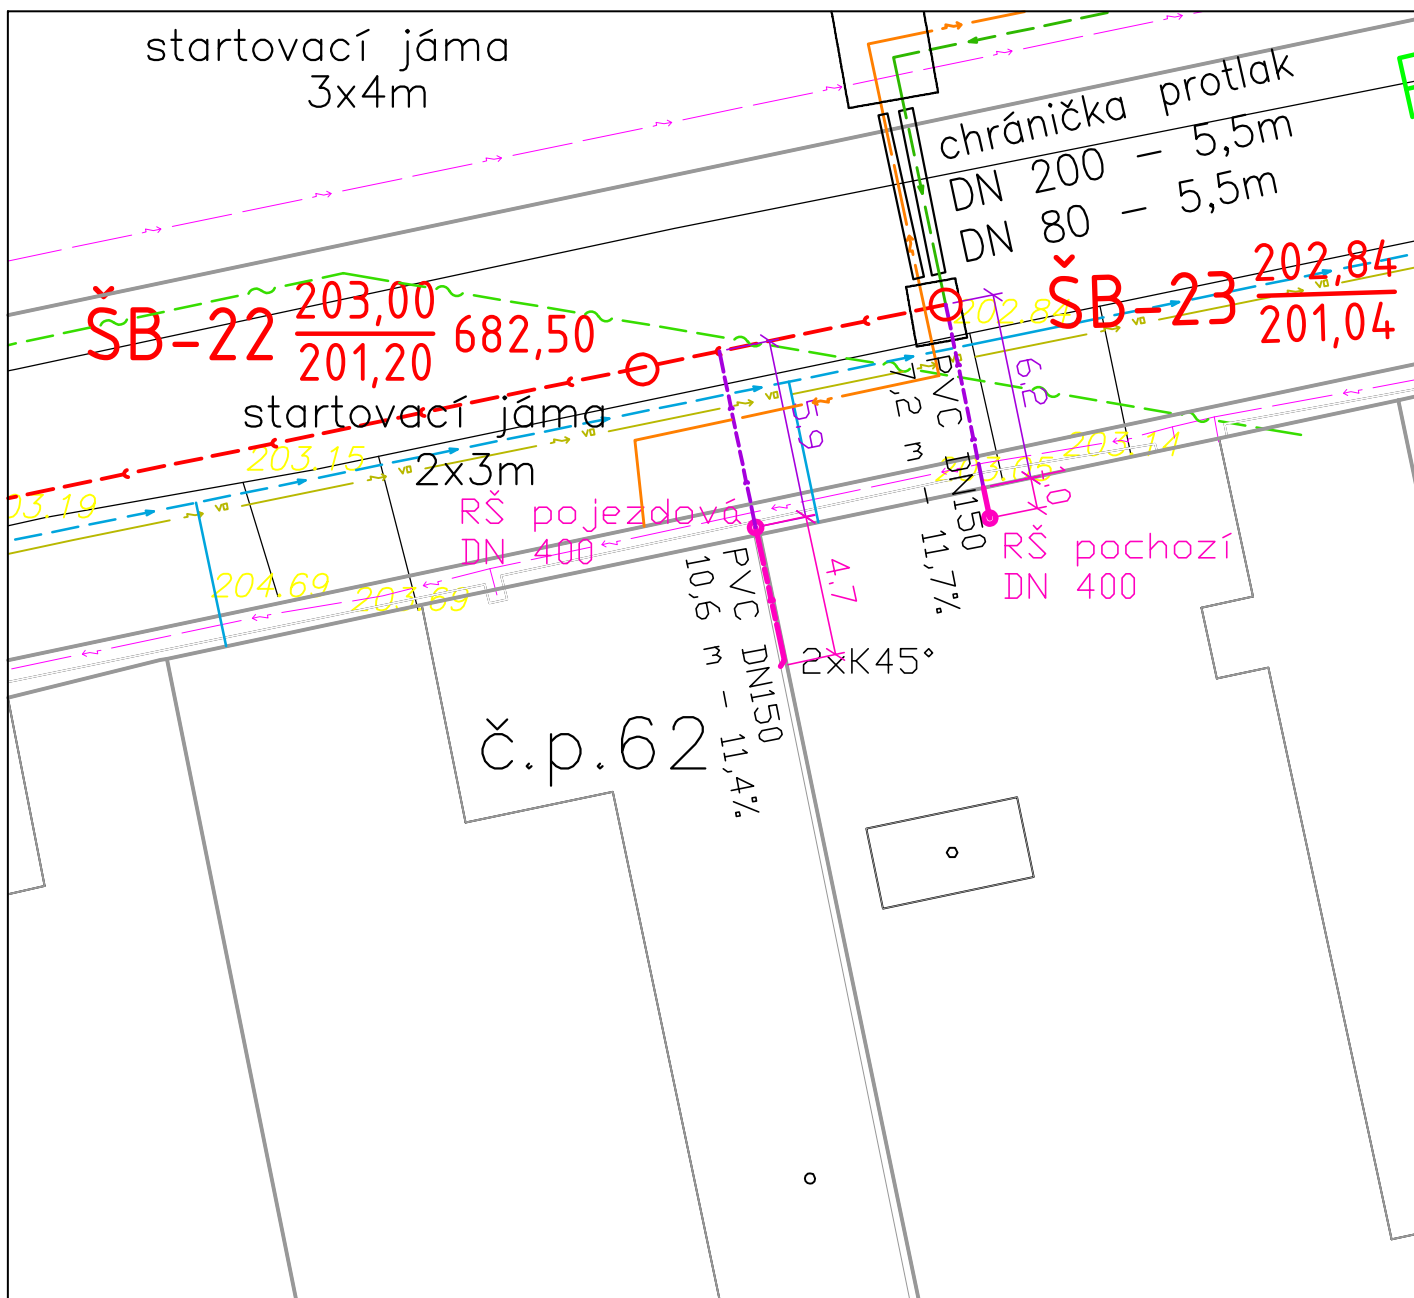 startovací jáma
3x4m
chránička protlak
DN 200 - 5,5m
DN 80 - 5,5m
ŠB-22 203,00
201,20
682,50
ŠB-23 202,84
201,04
202.84
startovací jáma
2x3m
203.15
204.69
203.14
5,9
6,2
1,0
4,7
PVC DN150
7,2 m - 11,7%
RŠ pojezdová
DN 400
RŠ pochozí
DN 400
PVC DN150
10,6 m - 11,4%
2xK45°
č.p.62